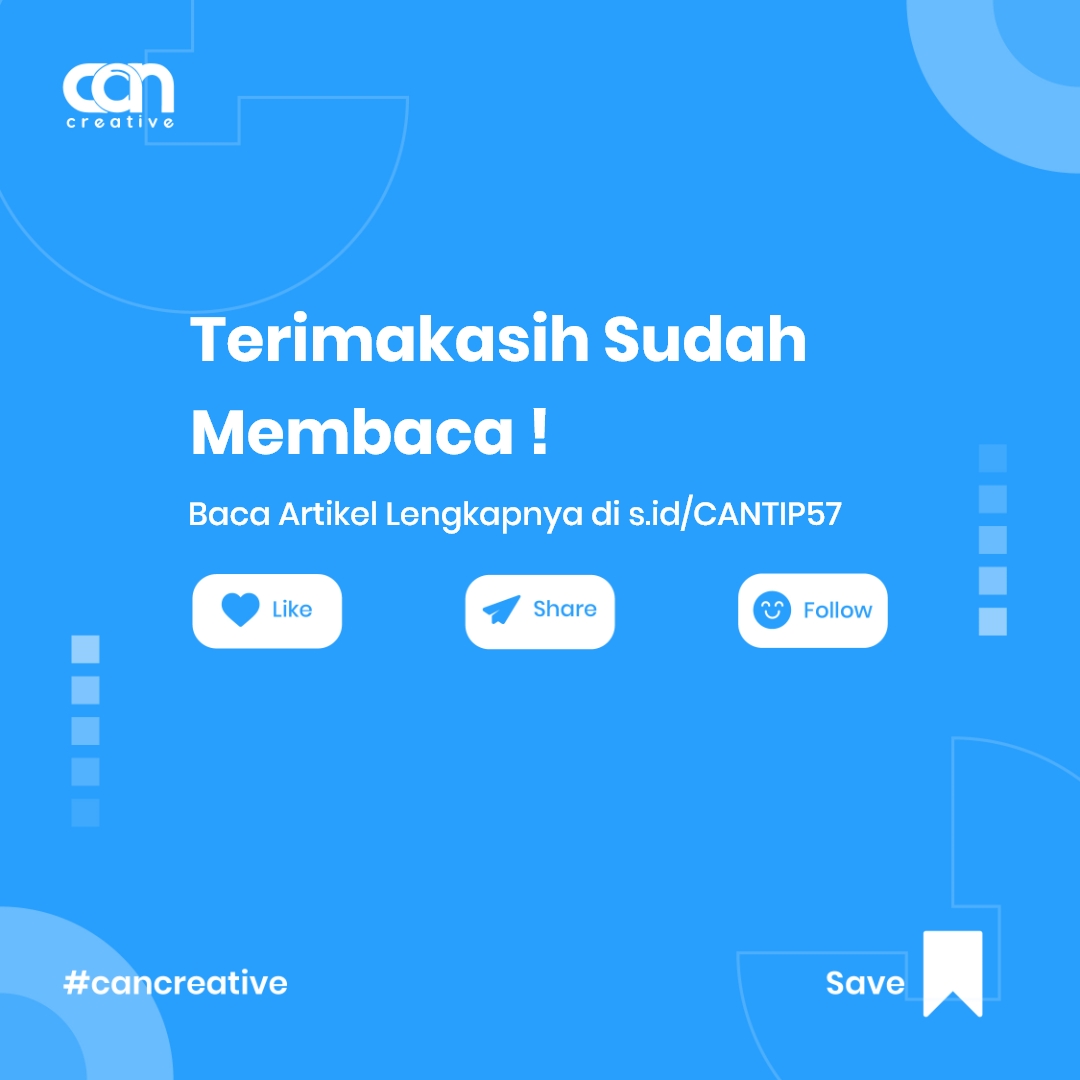 can
creative
Terimakasih Sudah
Membaca !
Baca Artikel Lengkapnya di s.id/CANTIP57
Like
Share
Follow
#cancreative
Save